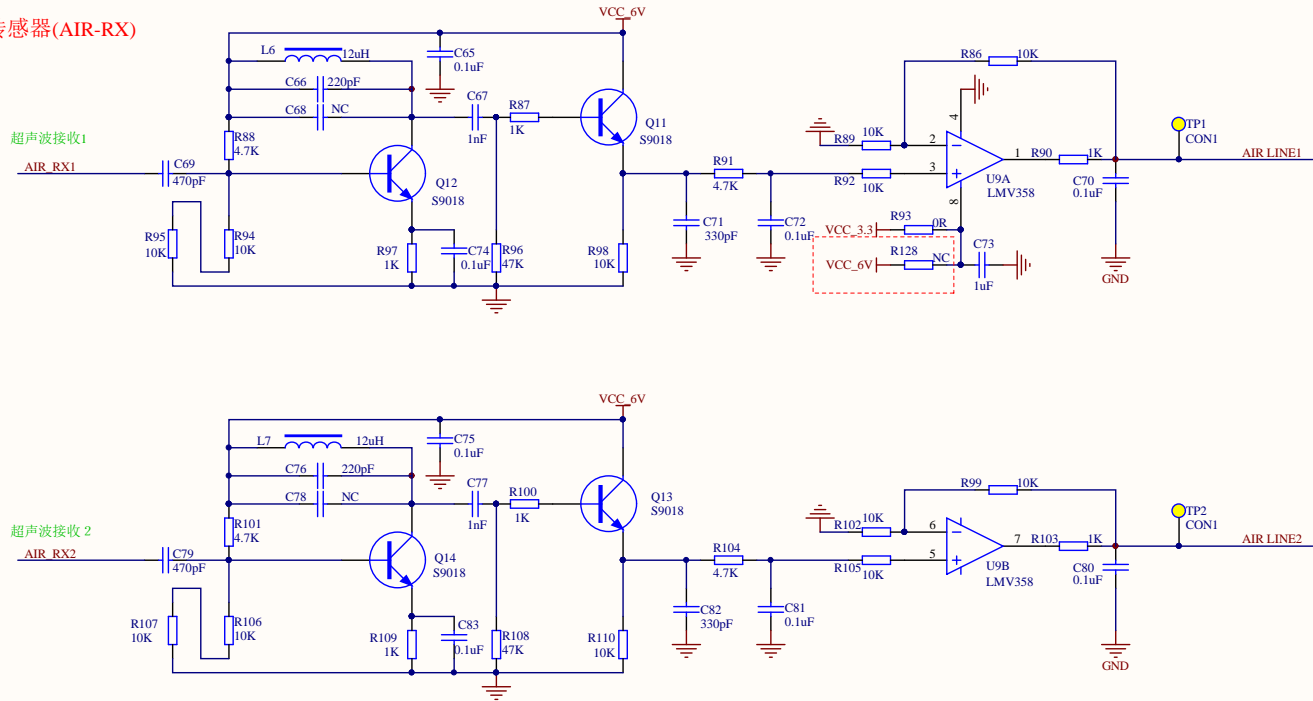 传感器(AIR-RX)
VCC_6V
L6
12uH
C65
0.1uF
R86
10K
C66
220pF
C67
R87
C68
NC
1nF
1K
Q11
S9018
4
TP1
CON1
超声波接收1
R88
4.7K
R89
10K
2
AIR_RX1
C69
470pF
Q12
S9018
R91
4.7K
R92
10K
3
1
R90
1K
AIR LINE1
U9A
LMV358
C70
0.1uF
8
R95
10K
R94
10K
R97
1K
C74
0.1uF
R96
47K
R98
10K
C71
330pF
C72
0.1uF
VCC_3.3
R93
0R
VCC_6V
R128
NC
C73
1uF
GND
VCC_6V
L7
12uH
C75
0.1uF
R99
10K
C76
220pF
C77
R100
C78
NC
1nF
1K
Q13
S9018
TP2
CON1
超声波接收 2
R101
4.7K
R102
10K
6
AIR_RX2
C79
470pF
Q14
S9018
R104
4.7K
R105
10K
5
7
R103
1K
AIR LINE2
U9B
LMV358
C80
0.1uF
R107
10K
R106
10K
R109
1K
C83
0.1uF
R108
47K
R110
10K
C82
330pF
C81
0.1uF
GND